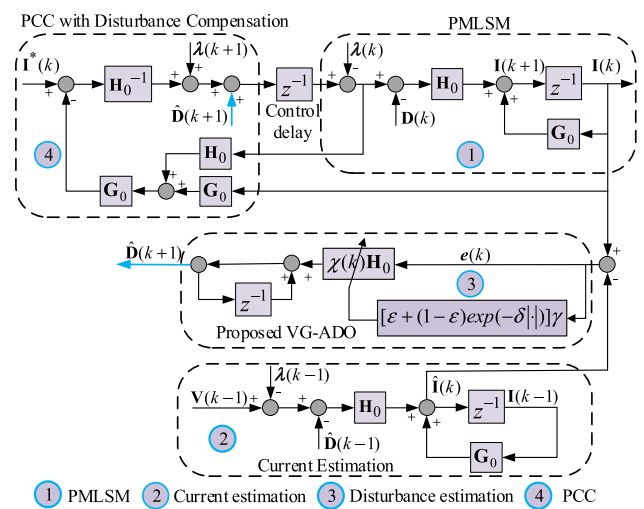 PCC with Disturbance Compensation
PMLSM
I*(k)
λ(k+1)
λ(k)
I(k+1)
I(k)
H₀⁻¹
z⁻¹
H₀
z⁻¹
D̂(k+1)
Control
delay
D(k)
G₀
1
4
H₀
G₀
G₀
D̂(k+1)
χ(k)H₀
e(k)
3
z⁻¹
[ε + (1−ε)exp(−δ|·|)]γ
Proposed VG-ADO
λ(k−1)
V(k−1)
H₀
Î(k)
z⁻¹
I(k−1)
2
D̂(k−1)
G₀
Current Estimation
1 PMLSM 2 Current estimation 3 Disturbance estimation 4 PCC